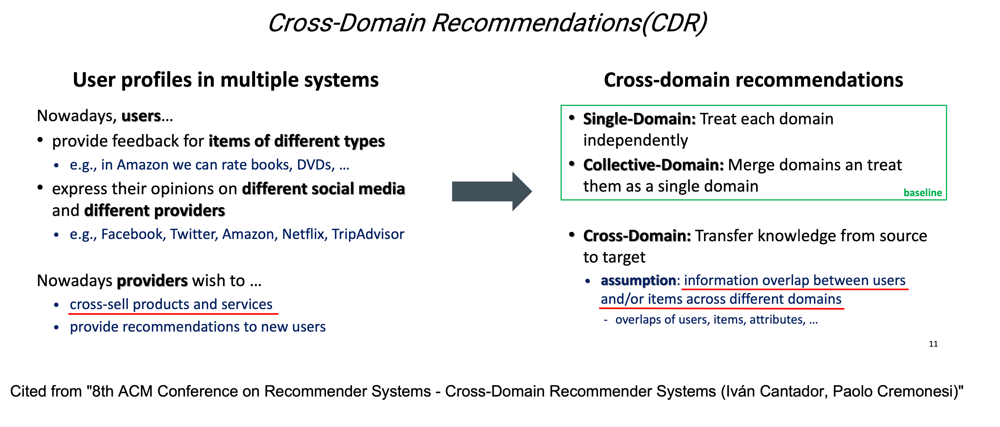 Cross-Domain Recommendations(CDR)
User profiles in multiple systems
Nowadays, users…
• provide feedback for items of different types
• e.g., in Amazon we can rate books, DVDs, …
• express their opinions on different social media
and different providers
• e.g., Facebook, Twitter, Amazon, Netflix, TripAdvisor
Nowadays providers wish to …
• cross-sell products and services
• provide recommendations to new users
Cross-domain recommendations
• Single-Domain: Treat each domain
independently
• Collective-Domain: Merge domains an treat
them as a single domain
baseline
• Cross-Domain: Transfer knowledge from source
to target
• assumption: information overlap between users
and/or items across different domains
- overlaps of users, items, attributes, …
11
Cited from "8th ACM Conference on Recommender Systems - Cross-Domain Recommender Systems (Iván Cantador, Paolo Cremonesi)"